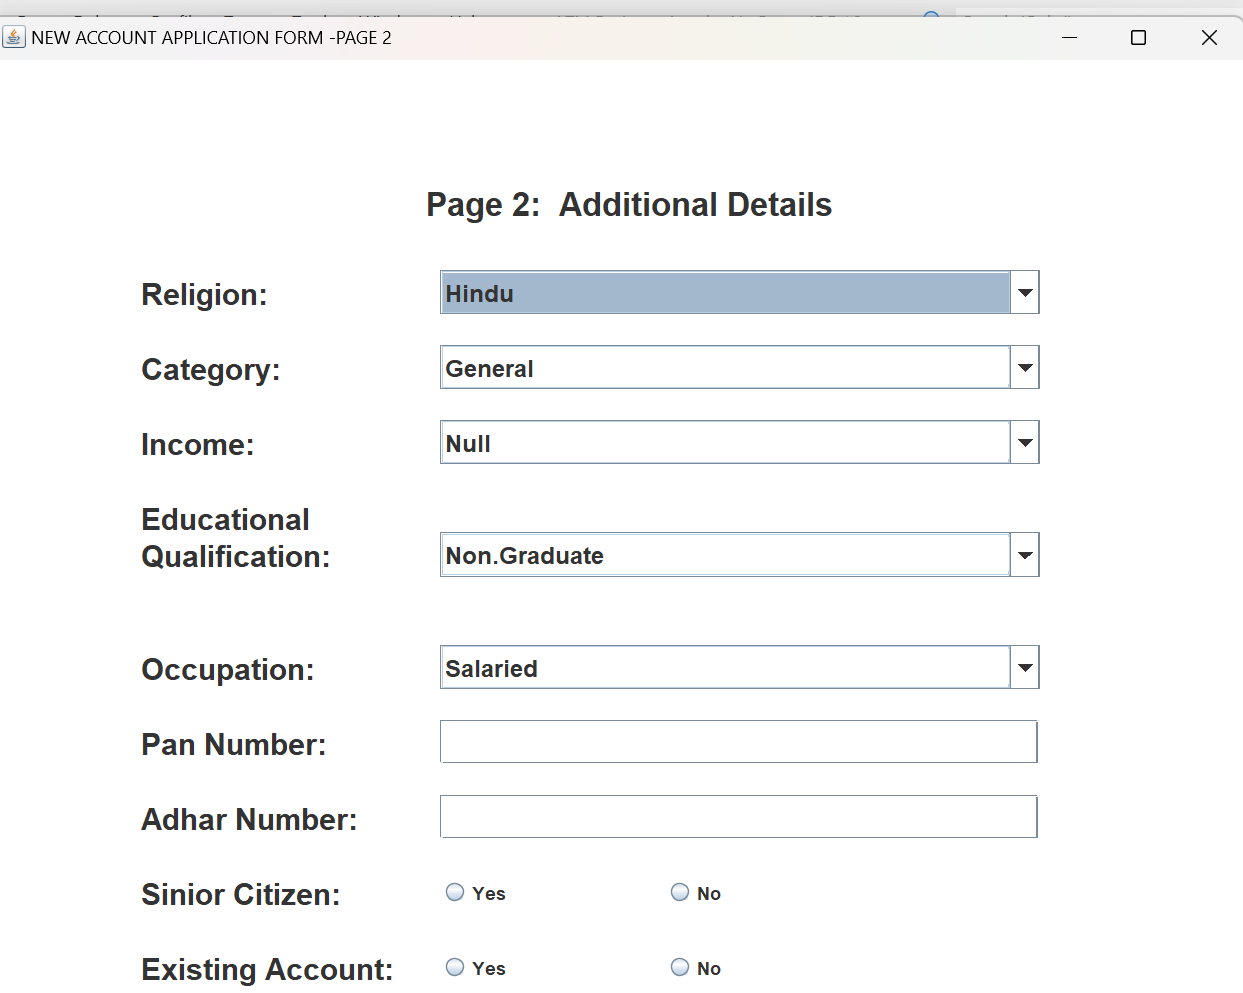 NEW ACCOUNT APPLICATION FORM -PAGE 2
Page 2: Additional Details
Religion: Hindu
Category: General
Income: Null
Educational
Qualification: Non.Graduate
Occupation: Salaried
Pan Number:
Adhar Number:
Sinior Citizen: Yes No
Existing Account: Yes No